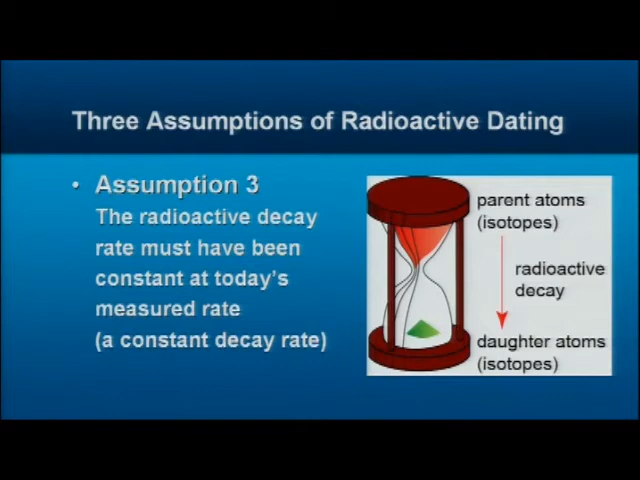 Three Assumptions of Radioactive Dating
• Assumption 3
The radioactive decay
rate must have been
constant at today's
measured rate
(a constant decay rate)
parent atoms
(isotopes)
radioactive
decay
daughter atoms
(isotopes)